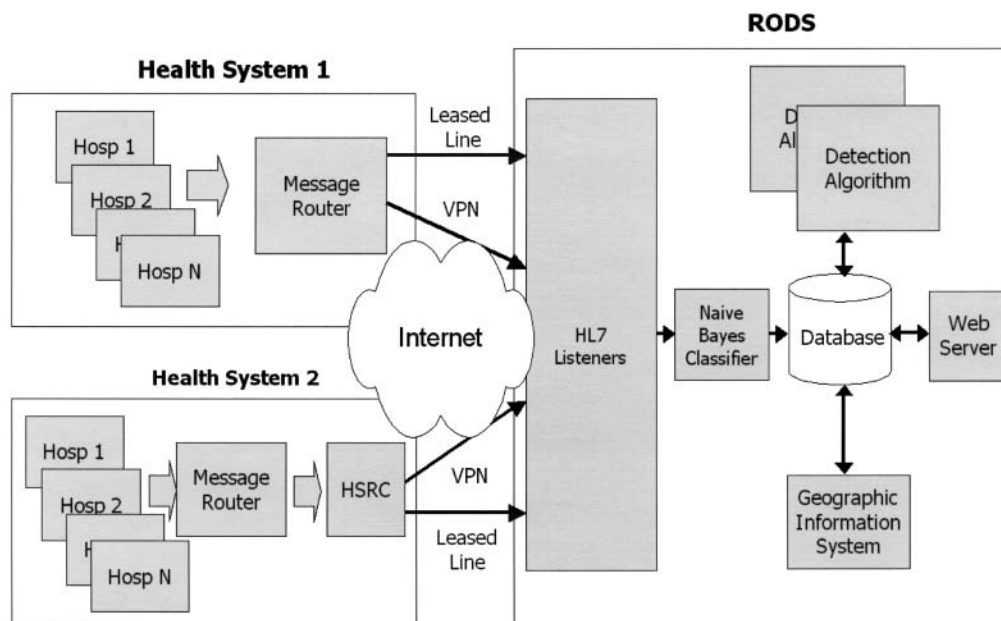 RODS
Health System 1
Hosp 1
Hosp 2
H
Hosp N
Message
Router
Leased
Line
VPN
Internet
HL7
Listeners
Naive
Bayes
Classifier
Database
D
Al
Detection
Algorithm
Web
Server
Geographic
Information
System
Health System 2
Hosp 1
Hosp 2
H
Hosp N
Message
Router
HSRC
VPN
Leased
Line